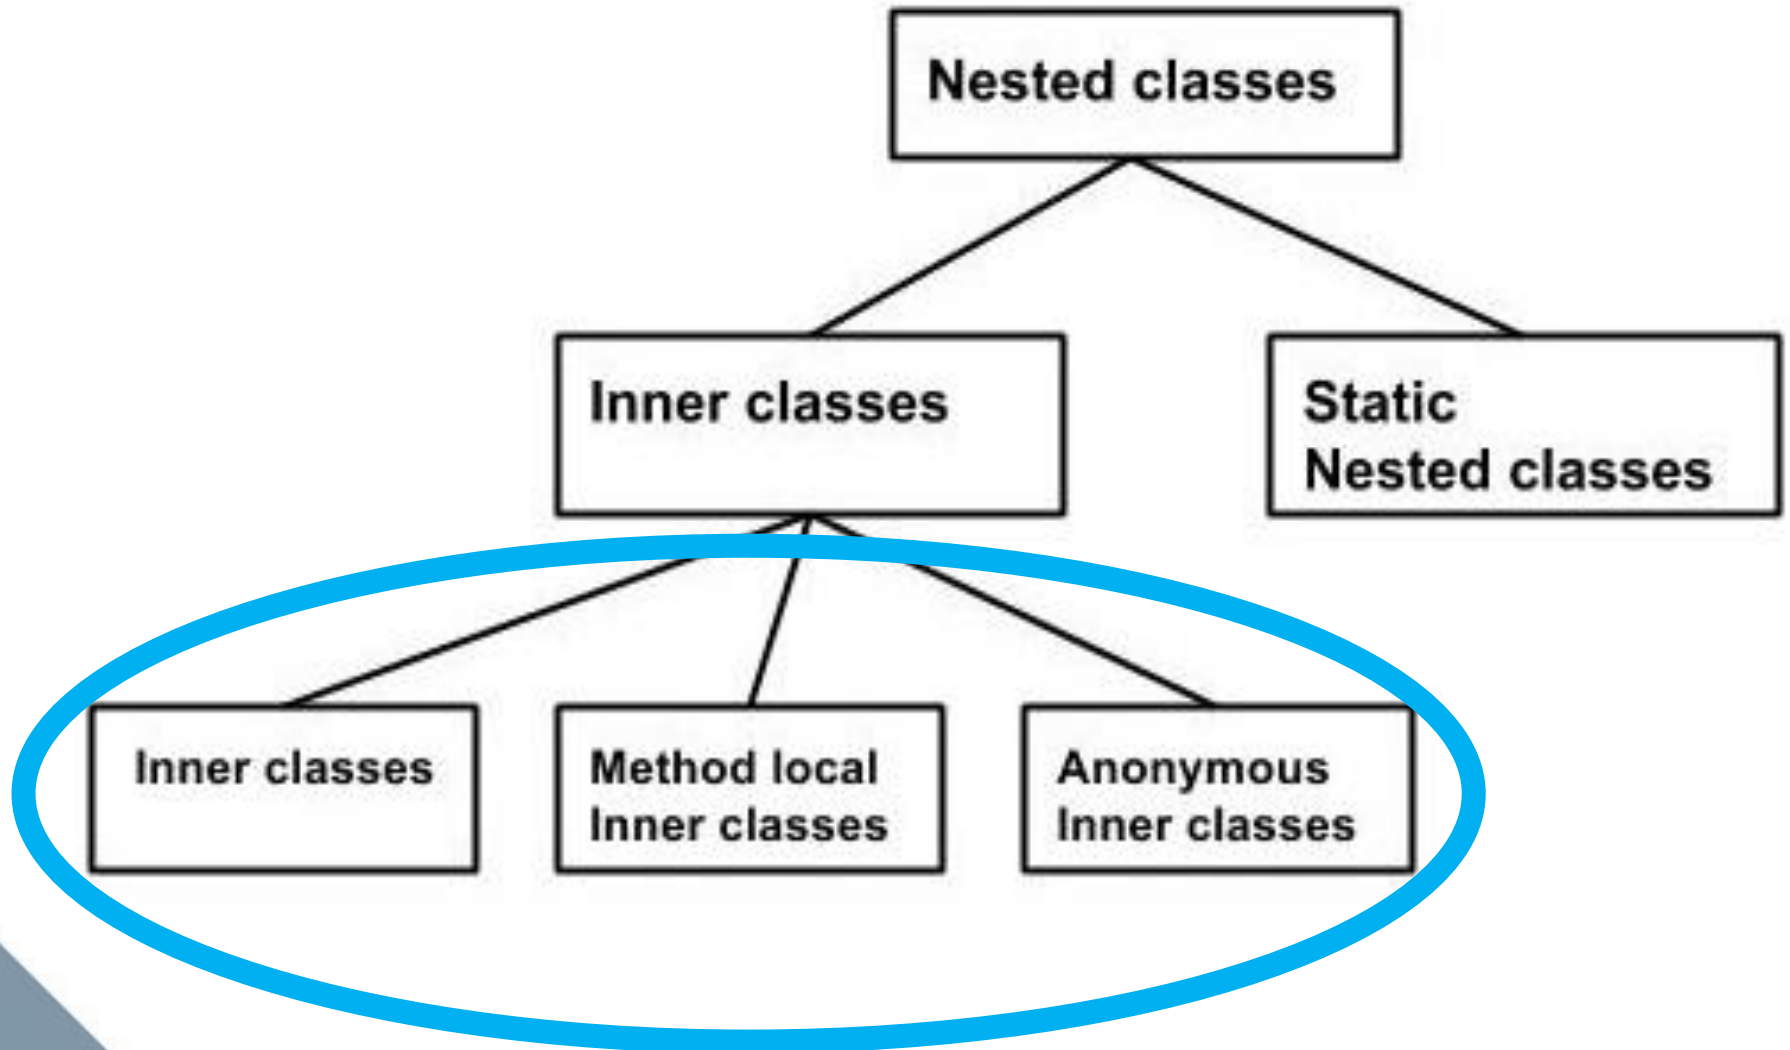 Nested classes
Inner classes
Static
Nested classes
Inner classes
Method local
Inner classes
Anonymous
Inner classes